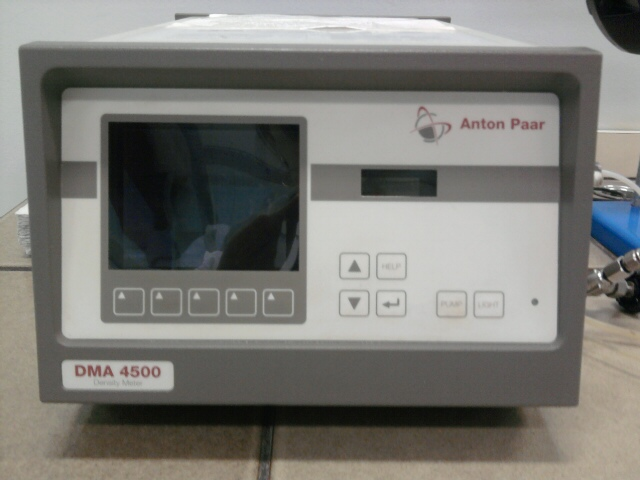 Anton Paar
HELP
PUMP
LIGHT
DMA 4500
Density Meter